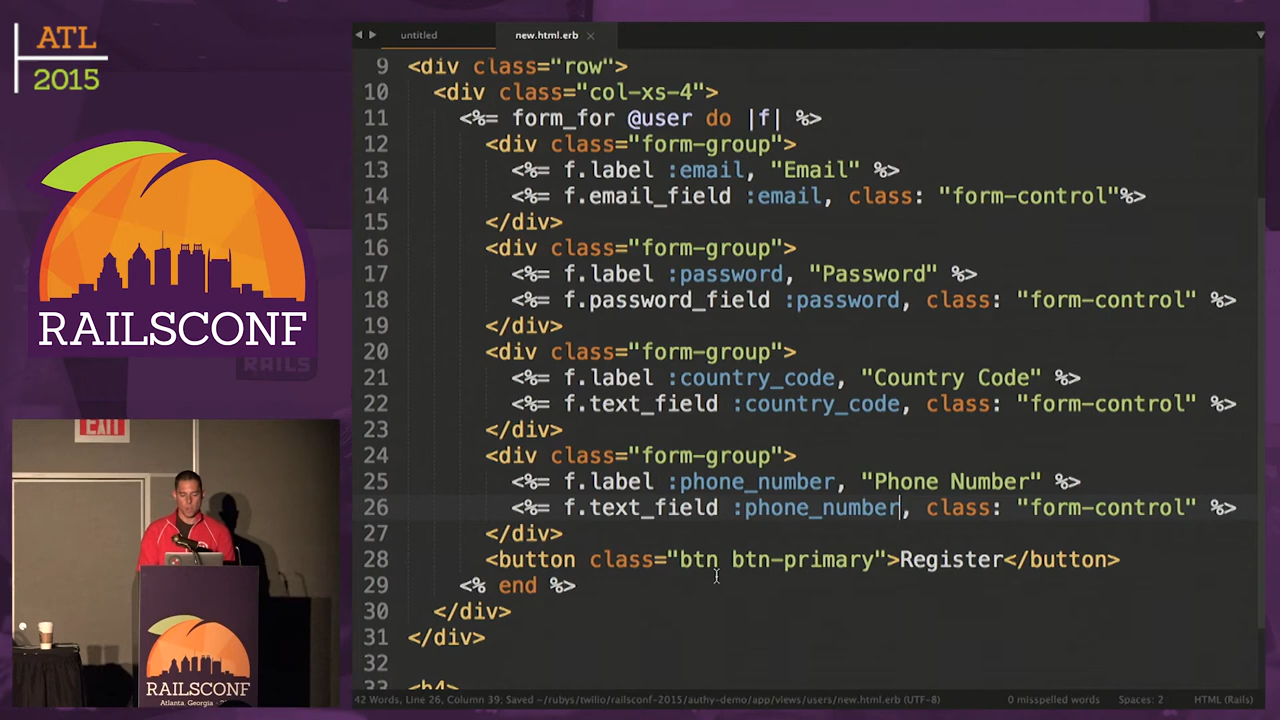 ATL
2015
RAILSCONF
RAILS
EXIT
RAILSCONF
untitled
new.html.erb
9 <div class="row">
10 <div class="col-xs-4">
11 <%= form_for @user do |f| %>
12 <div class="form-group">
13 <%= f.label :email, "Email" %>
14 <%= f.email_field :email, class: "form-control"%>
15 </div>
16 <div class="form-group">
17 <%= f.label :password, "Password" %>
18 <%= f.password_field :password, class: "form-control" %>
19 </div>
20 <div class="form-group">
21 <%= f.label :country_code, "Country Code" %>
22 <%= f.text_field :country_code, class: "form-control" %>
23 </div>
24 <div class="form-group">
25 <%= f.label :phone_number, "Phone Number" %>
26 <%= f.text_field :phone_number, class: "form-control" %>
27 </div>
28 <button class="btn btn-primary">Register</button>
29 <% end %>
30 </div>
31 </div>
32
33 <h4>
42 Words, Line 26, Column 39; Saved ~/rubys/twilio/railsconf-2015/authy-demo/app/views/users/new.html.erb (UTF-8)
0 misspelled words
Spaces: 2
HTML (Rails)